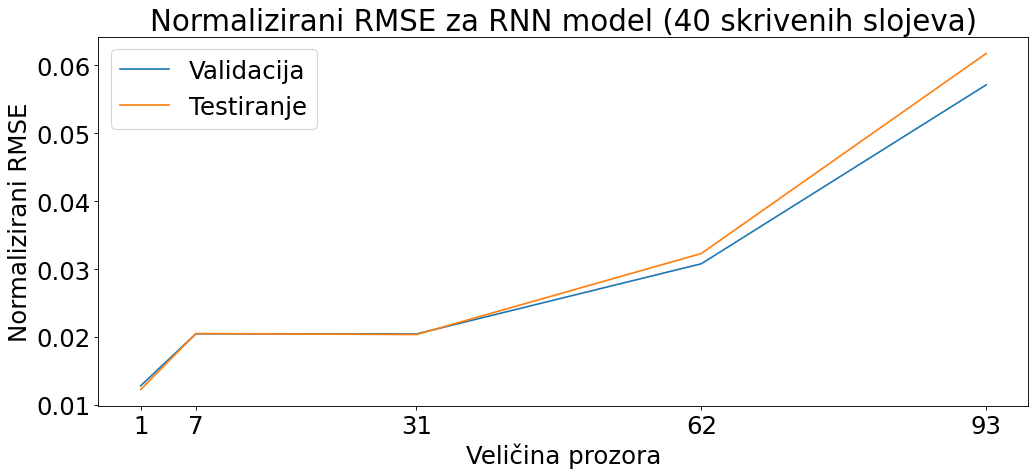 Normalizirani RMSE za RNN model (40 skrivenih slojeva)
Validacija
Testiranje
Normalizirani RMSE
0.06
0.05
0.04
0.03
0.02
0.01
1 7 31 62 93
Veličina prozora